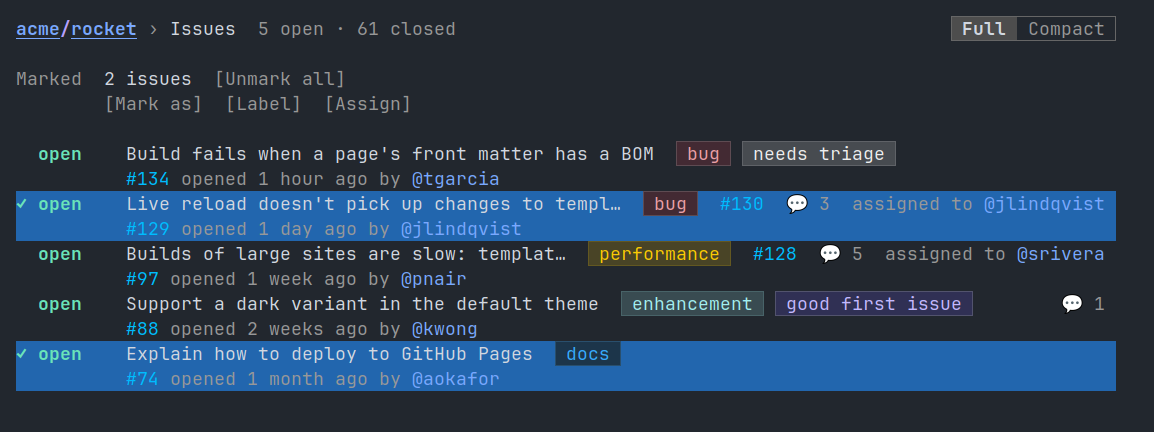 acme/rocket › Issues  5 open · 61 closed  Full  Compact
Marked  2 issues  [Unmark all]
[Mark as]  [Label]  [Assign]
open  Build fails when a page's front matter has a BOM  bug  needs triage
#134 opened 1 hour ago by @tgarcia
✓ open  Live reload doesn't pick up changes to templ…  bug  #130  💬 3  assigned to @jlindqvist
#129 opened 1 day ago by @jlindqvist
open  Builds of large sites are slow: templat…  performance  #128  💬 5  assigned to @srivera
#97 opened 1 week ago by @pnair
open  Support a dark variant in the default theme  enhancement  good first issue  💬 1
#88 opened 2 weeks ago by @kwong
✓ open  Explain how to deploy to GitHub Pages  docs
#74 opened 1 month ago by @aokafor